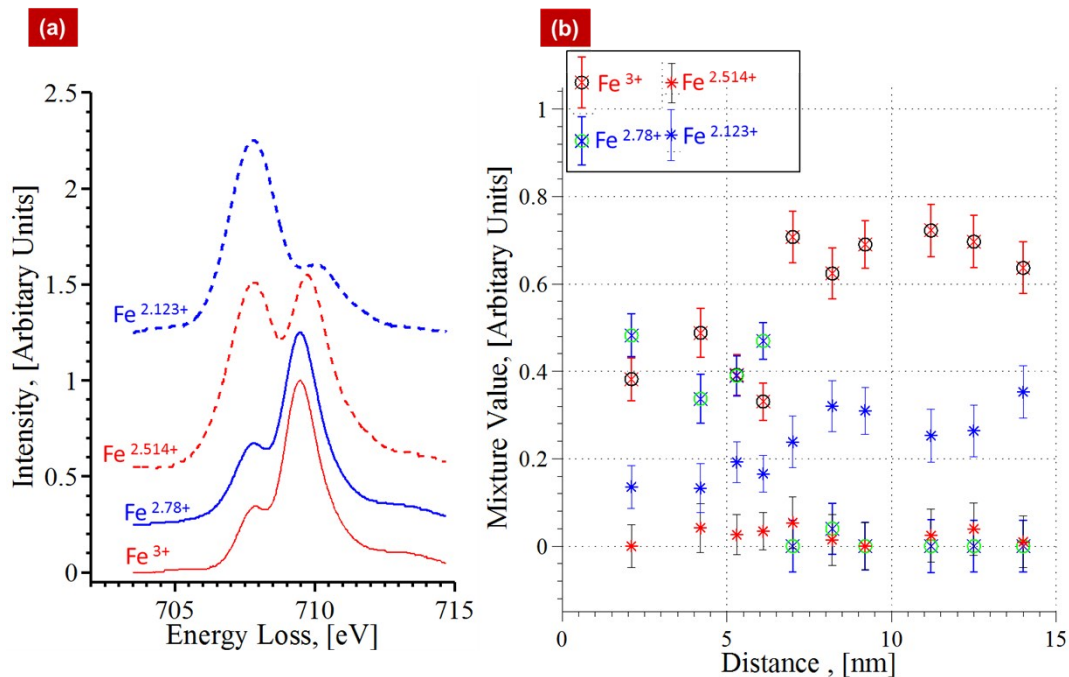 (a)
2.5
2
1.5
1
0.5
0
Intensity, [Arbitary Units]
Fe 2.123+
Fe 2.514+
Fe 2.78+
Fe 3+
705 710 715
Energy Loss, [eV]
(b)
Fe 3+ Fe 2.514+
Fe 2.78+ Fe 2.123+
1
0.8
0.6
0.4
0.2
0
Mixture Value, [Arbitary Units]
0 5 10 15
Distance , [nm]